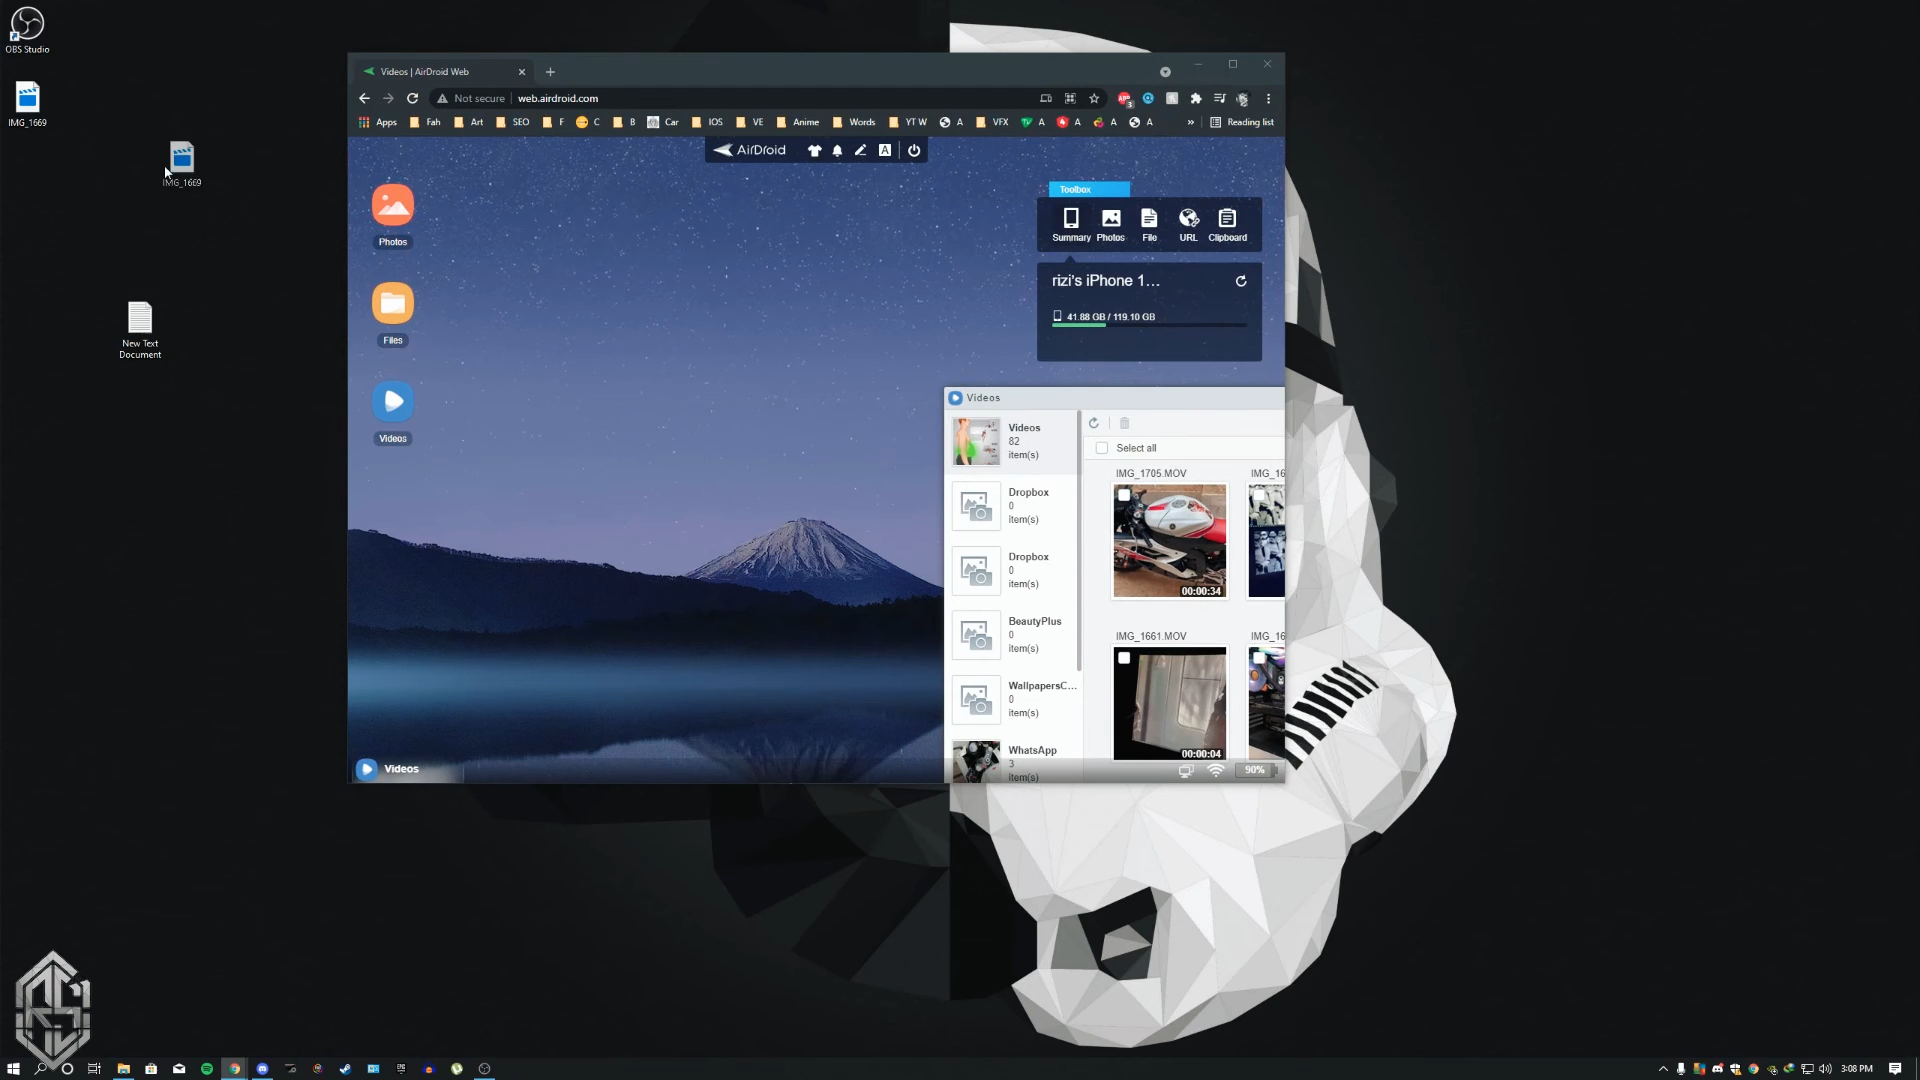 OBS Studio
IMG_1669
IMG_1669
New Text
Document
Videos | AirDroid Web
Not secure
web.airdroid.com
3
Apps
Fah
Art
SEO
F
C
B
Car
IOS
VE
Anime
Words
YT W
A
VFX
A
A
A
A
»
Reading list
AirDroid
A
Photos
Files
Videos
Toolbox
Summary
Photos
File
URL
Clipboard
rizi's iPhone 1...
41.88 GB / 119.10 GB
Videos
Videos
82
item(s)
Dropbox
0
item(s)
Dropbox
0
item(s)
BeautyPlus
0
item(s)
WallpapersC...
0
item(s)
WhatsApp
3
item(s)
Select all
IMG_1705.MOV
IMG_16
00:00:34
IMG_1661.MOV
IMG_16
00:00:04
Videos
90%
3:08 PM